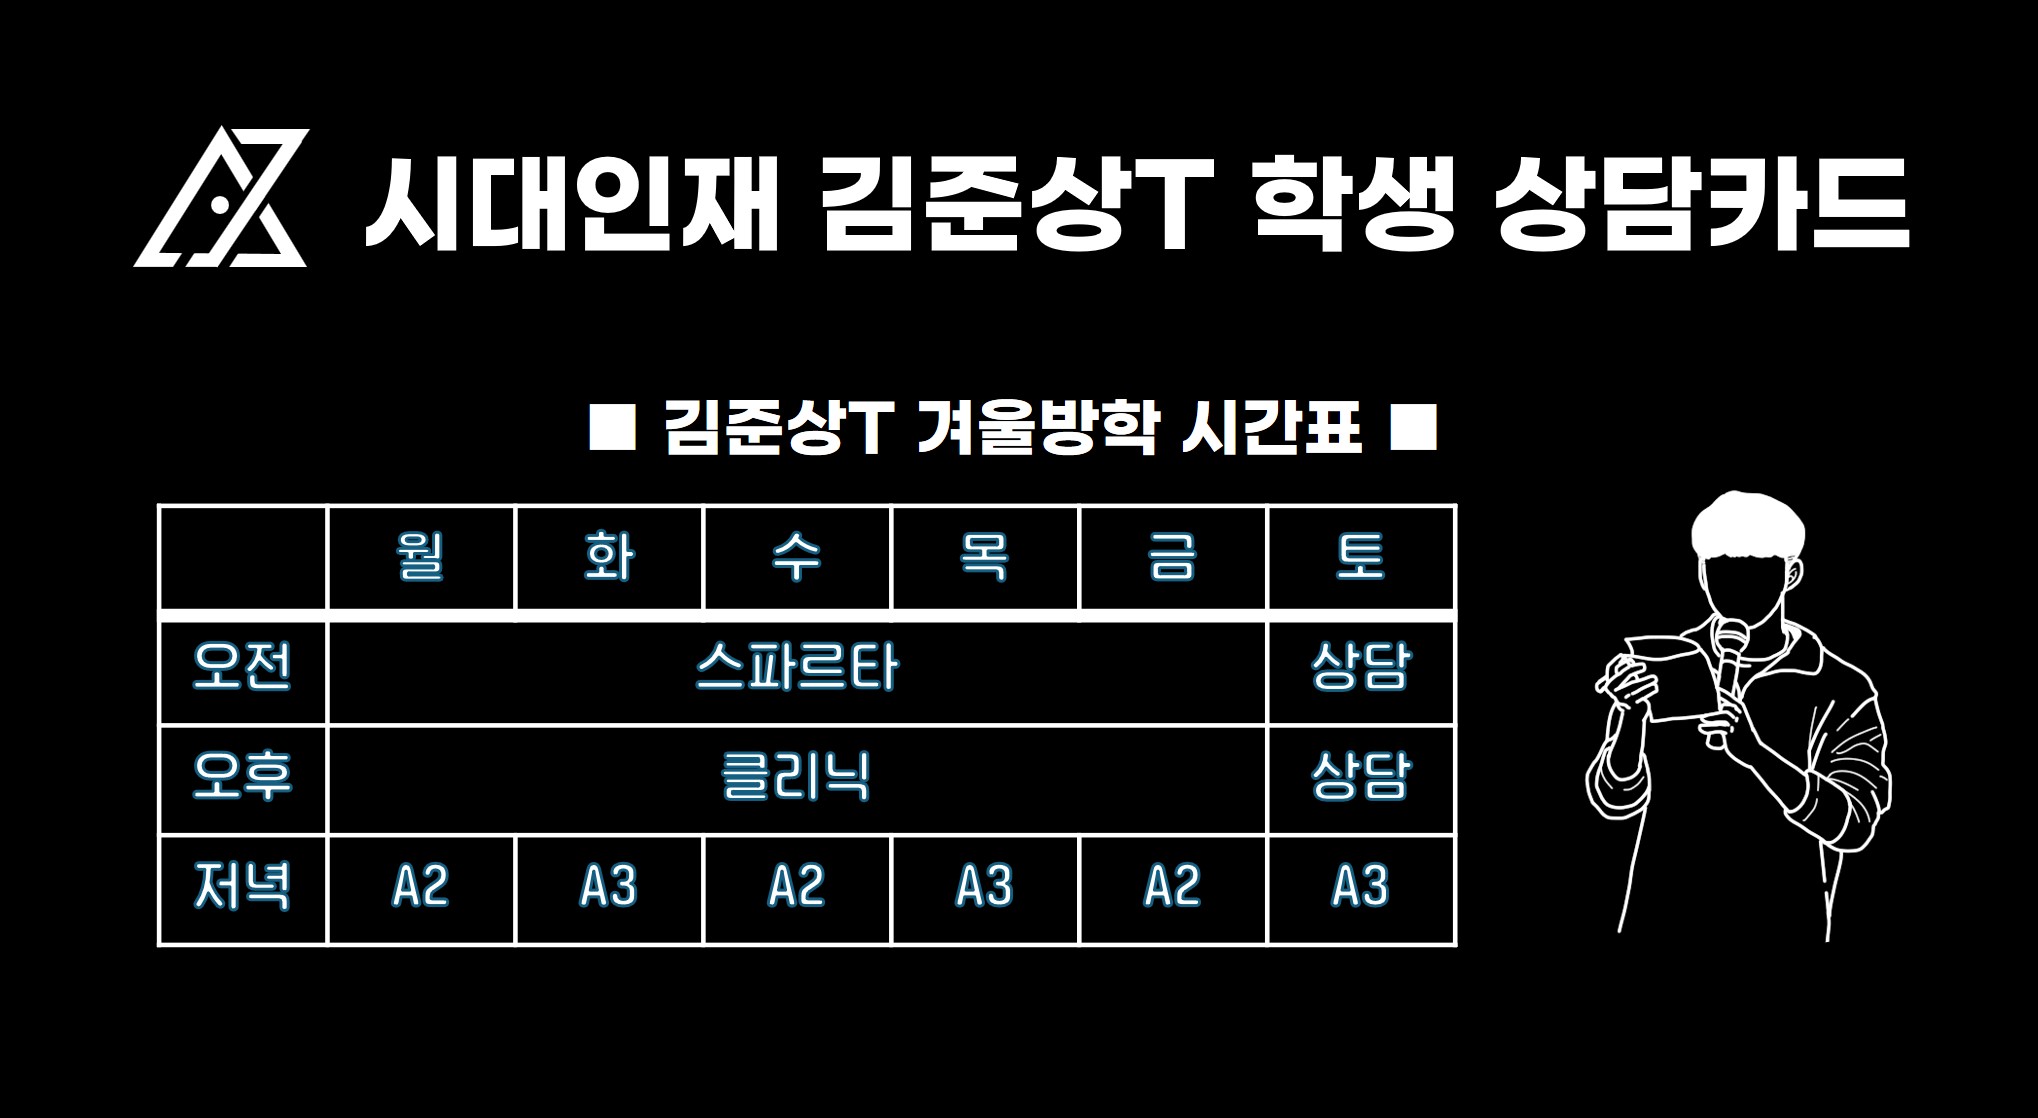 시대인재 김준상T 학생 상담카드
■ 김준상T 겨울방학 시간표 ■
월 화 수 목 금 토
오전 스파르타 상담
오후 클리닉 상담
저녁 A2 A3 A2 A3 A2 A3